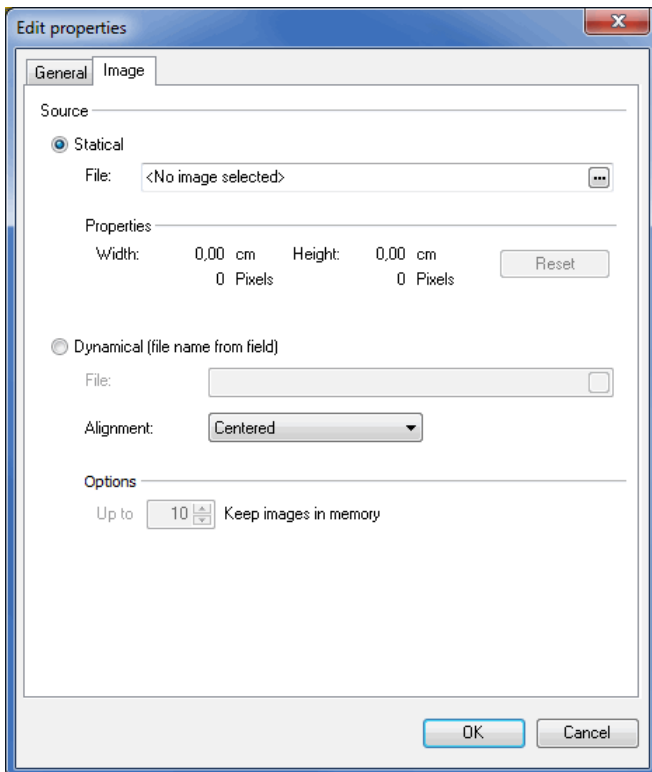 Edit properties
General Image
Source
Statical
File: <No image selected> ...
Properties
Width: 0,00 cm Height: 0,00 cm Reset
0 Pixels 0 Pixels
Dynamical (file name from field)
File:
Alignment: Centered
Options
Up to 10 Keep images in memory
OK Cancel